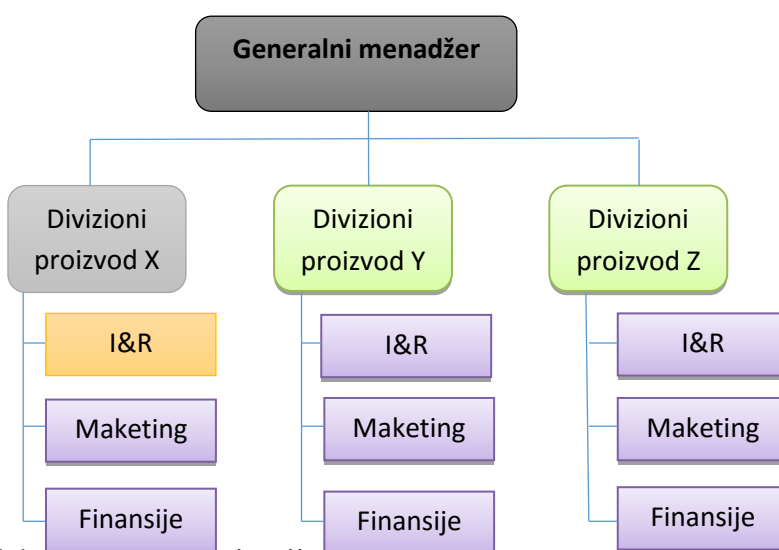 Generalni menadžer
Divizioni
proizvod X
Divizioni
proizvod Y
Divizioni
proizvod Z
I&R
I&R
I&R
Maketing
Maketing
Maketing
Finansije
Finansije
Finansije